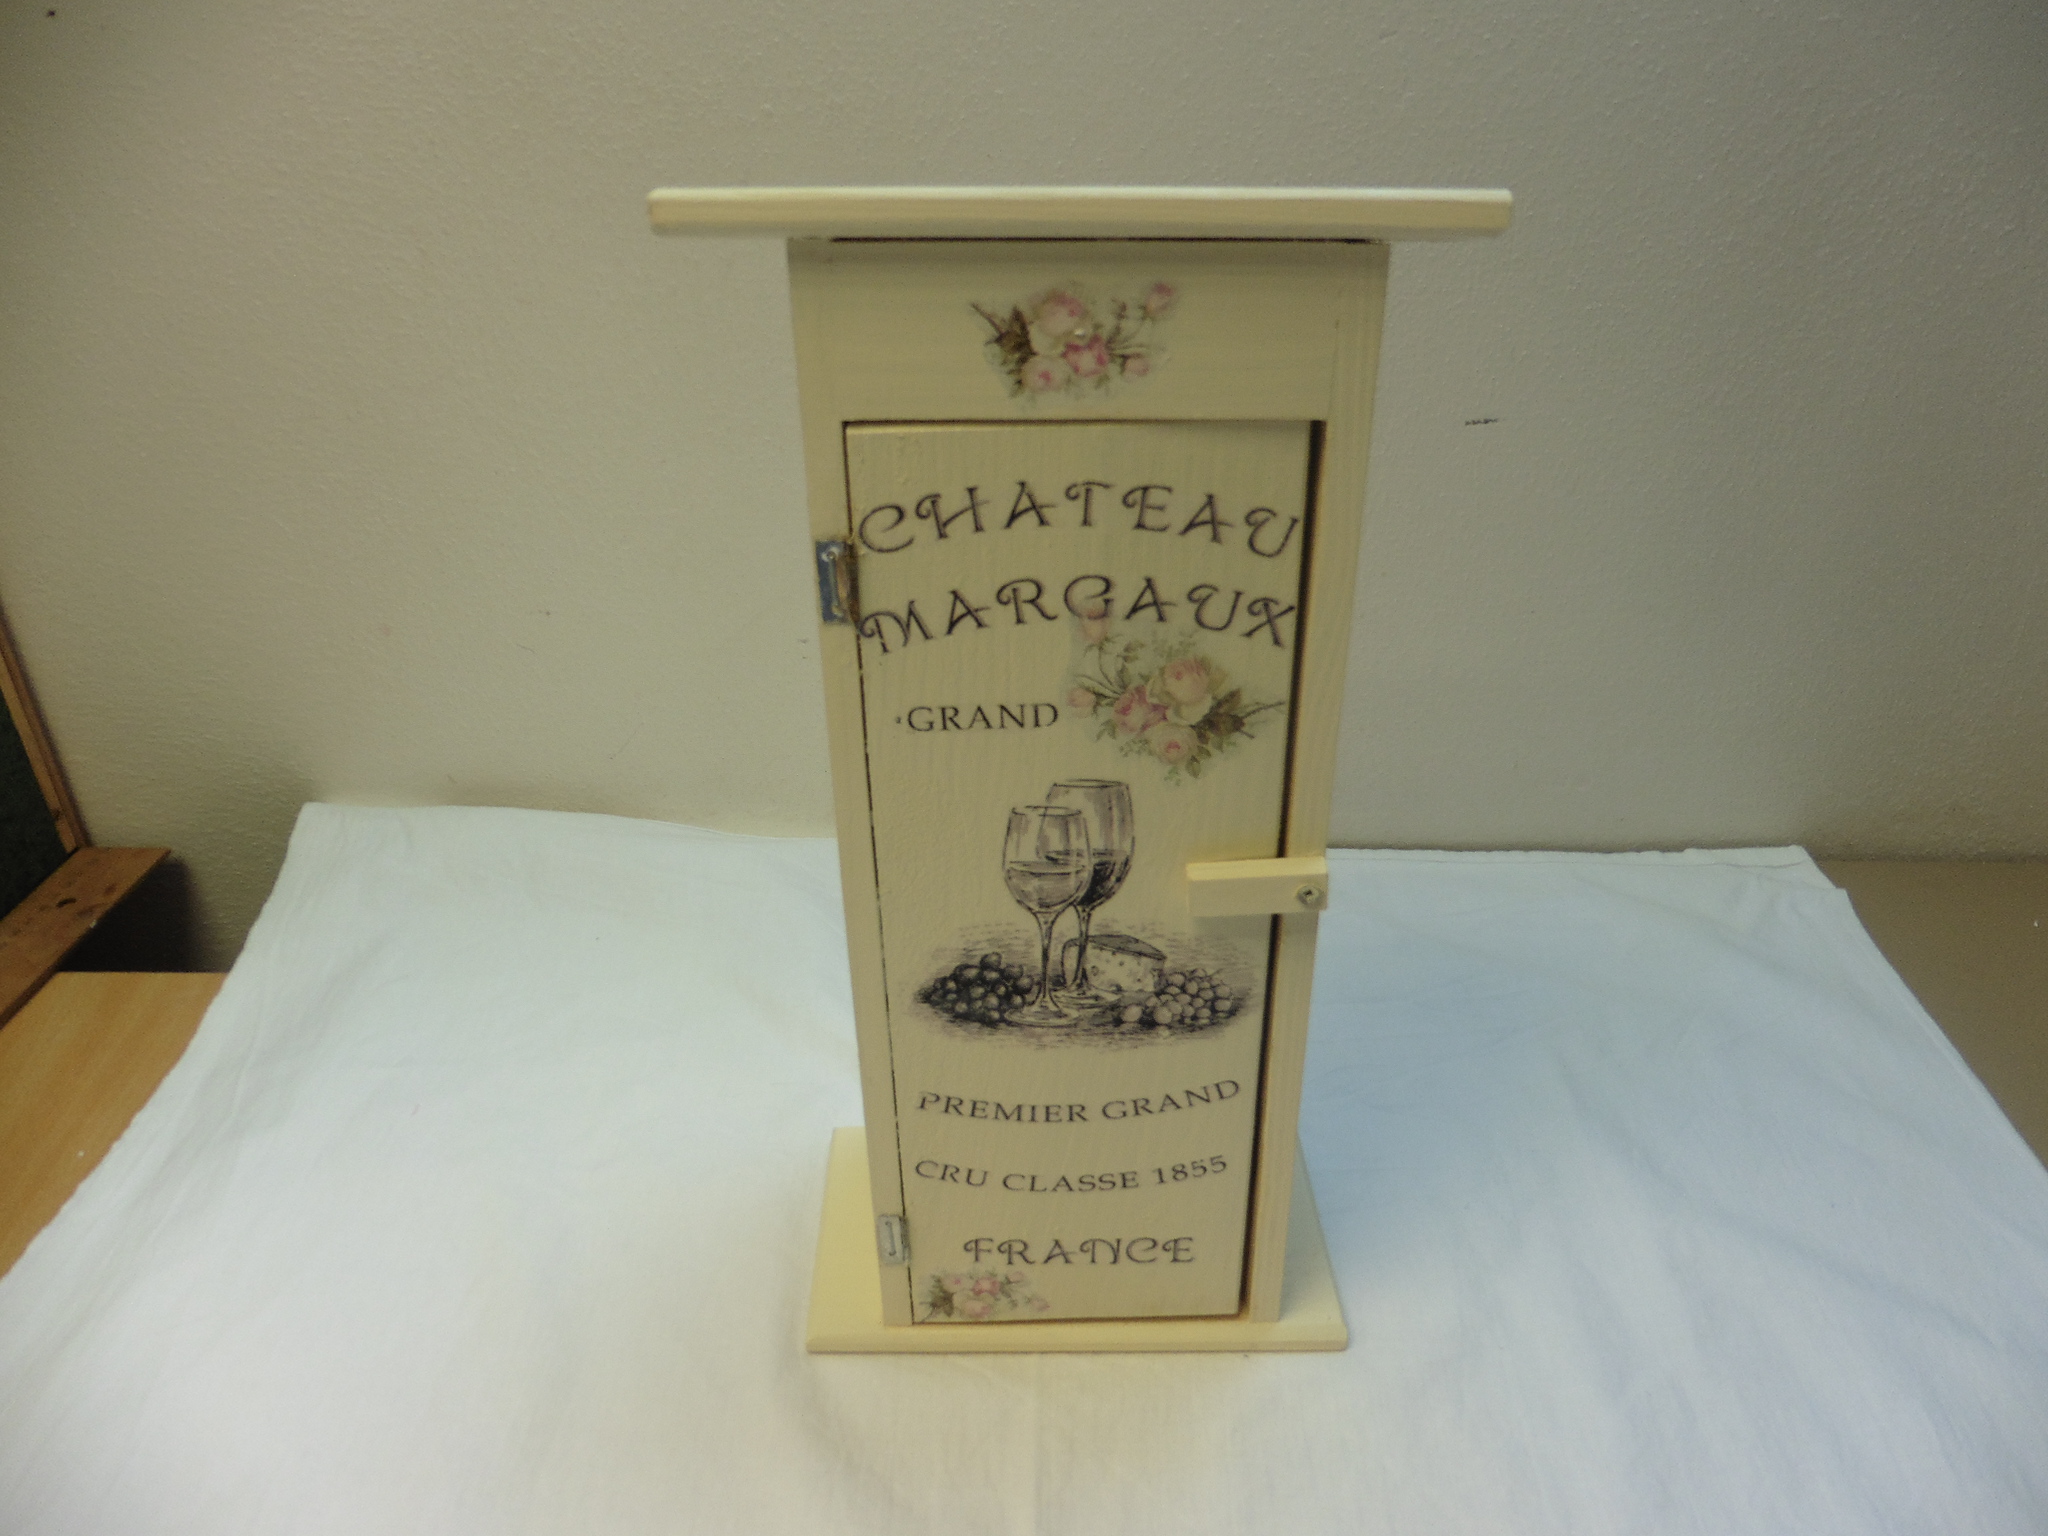 CHATEAU
MARGAUX
GRAND
PREMIER GRAND
CRU CLASSE 1855
FRANCE